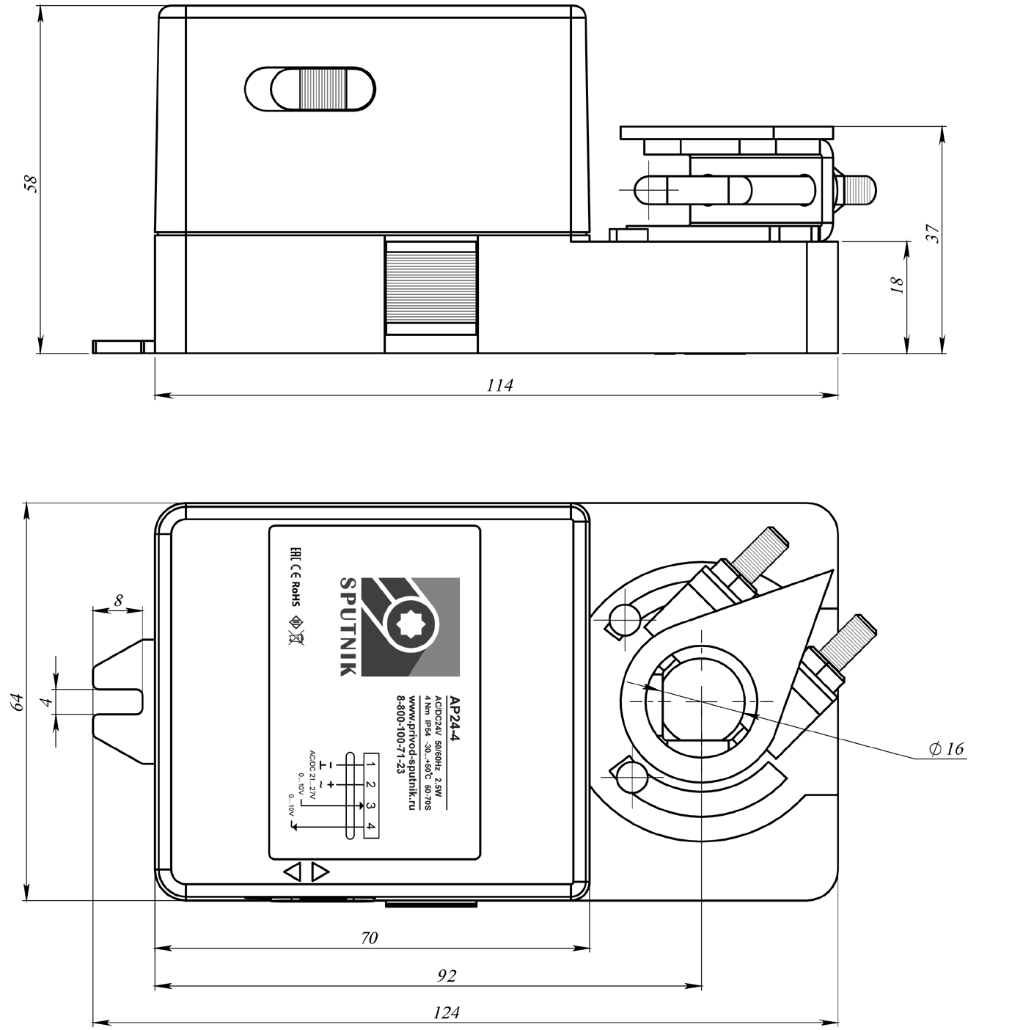 58
37
18
114
8
64
4
EAC CE RoHS
SPUTNIK
AP24-4
AC/DC24V 50/60Hz 2.5W
4 Nm IP54 -30..+50°C 50-70S
www.privod-sputnik.ru
8-800-100-71-23
1 2 3 4
⊥ ~
− +
AC/DC 21...27V
0...10V
0...10V
Ф 16
70
92
124